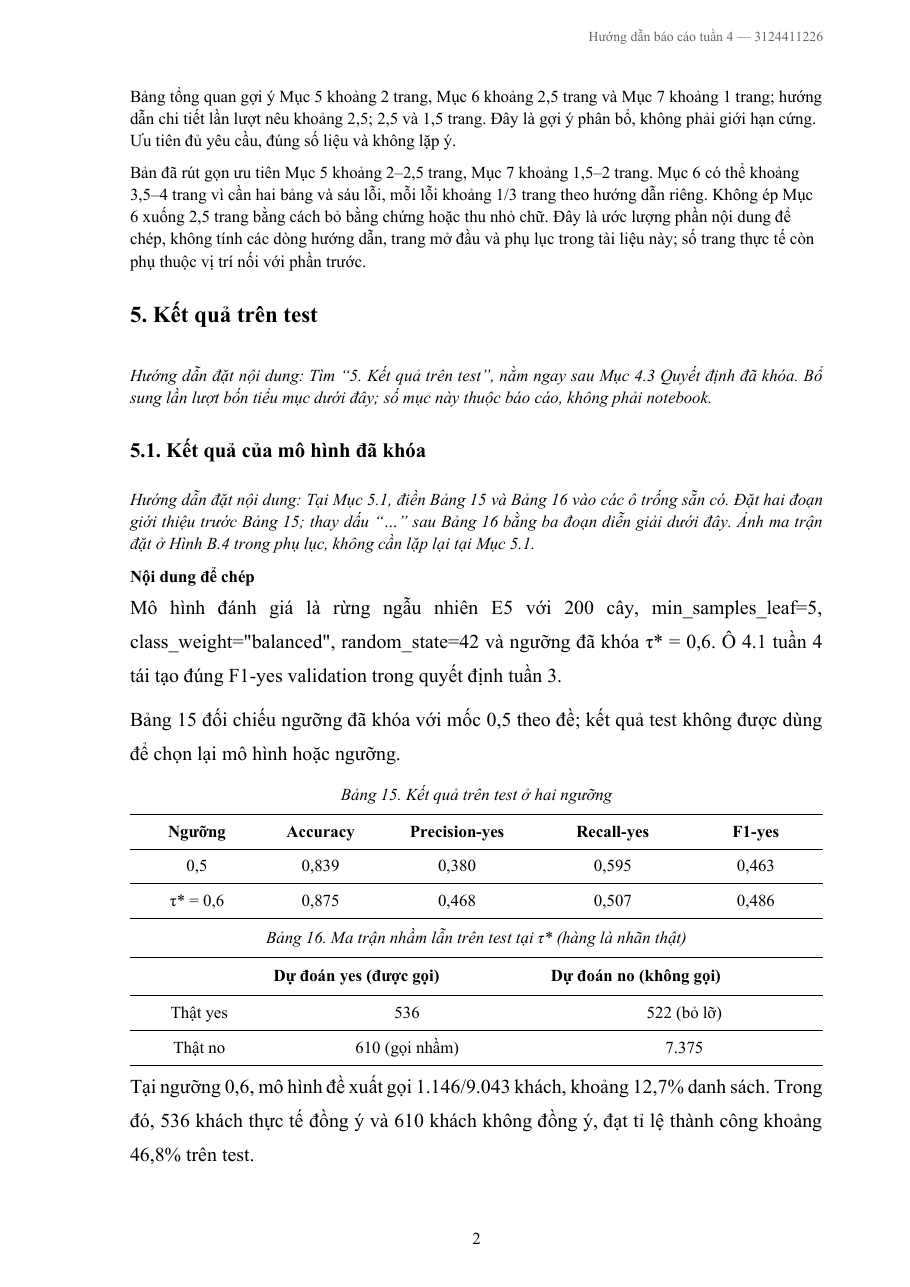 Hướng dẫn báo cáo tuần 4 — 3124411226
Bảng tổng quan gợi ý Mục 5 khoảng 2 trang, Mục 6 khoảng 2,5 trang và Mục 7 khoảng 1 trang; hướng
dẫn chi tiết lần lượt nêu khoảng 2,5; 2,5 và 1,5 trang. Đây là gợi ý phân bổ, không phải giới hạn cứng.
Ưu tiên đủ yêu cầu, đúng số liệu và không lặp ý.
Bản đã rút gọn ưu tiên Mục 5 khoảng 2–2,5 trang, Mục 7 khoảng 1,5–2 trang. Mục 6 có thể khoảng
3,5–4 trang vì cần hai bảng và sáu lỗi, mỗi lỗi khoảng 1/3 trang theo hướng dẫn riêng. Không ép Mục
6 xuống 2,5 trang bằng cách bỏ bằng chứng hoặc thu nhỏ chữ. Đây là ước lượng phần nội dung để
chép, không tính các dòng hướng dẫn, trang mở đầu và phụ lục trong tài liệu này; số trang thực tế còn
phụ thuộc vị trí nối với phần trước.
5. Kết quả trên test
Hướng dẫn đặt nội dung: Tìm “5. Kết quả trên test”, nằm ngay sau Mục 4.3 Quyết định đã khóa. Bổ
sung lần lượt bốn tiểu mục dưới đây; số mục này thuộc báo cáo, không phải notebook.
5.1. Kết quả của mô hình đã khóa
Hướng dẫn đặt nội dung: Tại Mục 5.1, điền Bảng 15 và Bảng 16 vào các ô trống sẵn có. Đặt hai đoạn
giới thiệu trước Bảng 15; thay dấu “…” sau Bảng 16 bằng ba đoạn diễn giải dưới đây. Ảnh ma trận
đặt ở Hình B.4 trong phụ lục, không cần lặp lại tại Mục 5.1.
Nội dung để chép
Mô hình đánh giá là rừng ngẫu nhiên E5 với 200 cây, min_samples_leaf=5,
class_weight="balanced", random_state=42 và ngưỡng đã khóa τ* = 0,6. Ô 4.1 tuần 4
tái tạo đúng F1-yes validation trong quyết định tuần 3.
Bảng 15 đối chiếu ngưỡng đã khóa với mốc 0,5 theo đề; kết quả test không được dùng
để chọn lại mô hình hoặc ngưỡng.
Bảng 15. Kết quả trên test ở hai ngưỡng
Ngưỡng Accuracy Precision-yes Recall-yes F1-yes
0,5 0,839 0,380 0,595 0,463
τ* = 0,6 0,875 0,468 0,507 0,486
Bảng 16. Ma trận nhầm lẫn trên test tại τ* (hàng là nhãn thật)
Dự đoán yes (được gọi) Dự đoán no (không gọi)
Thật yes 536 522 (bỏ lỡ)
Thật no 610 (gọi nhầm) 7.375
Tại ngưỡng 0,6, mô hình đề xuất gọi 1.146/9.043 khách, khoảng 12,7% danh sách. Trong
đó, 536 khách thực tế đồng ý và 610 khách không đồng ý, đạt tỉ lệ thành công khoảng
46,8% trên test.
2